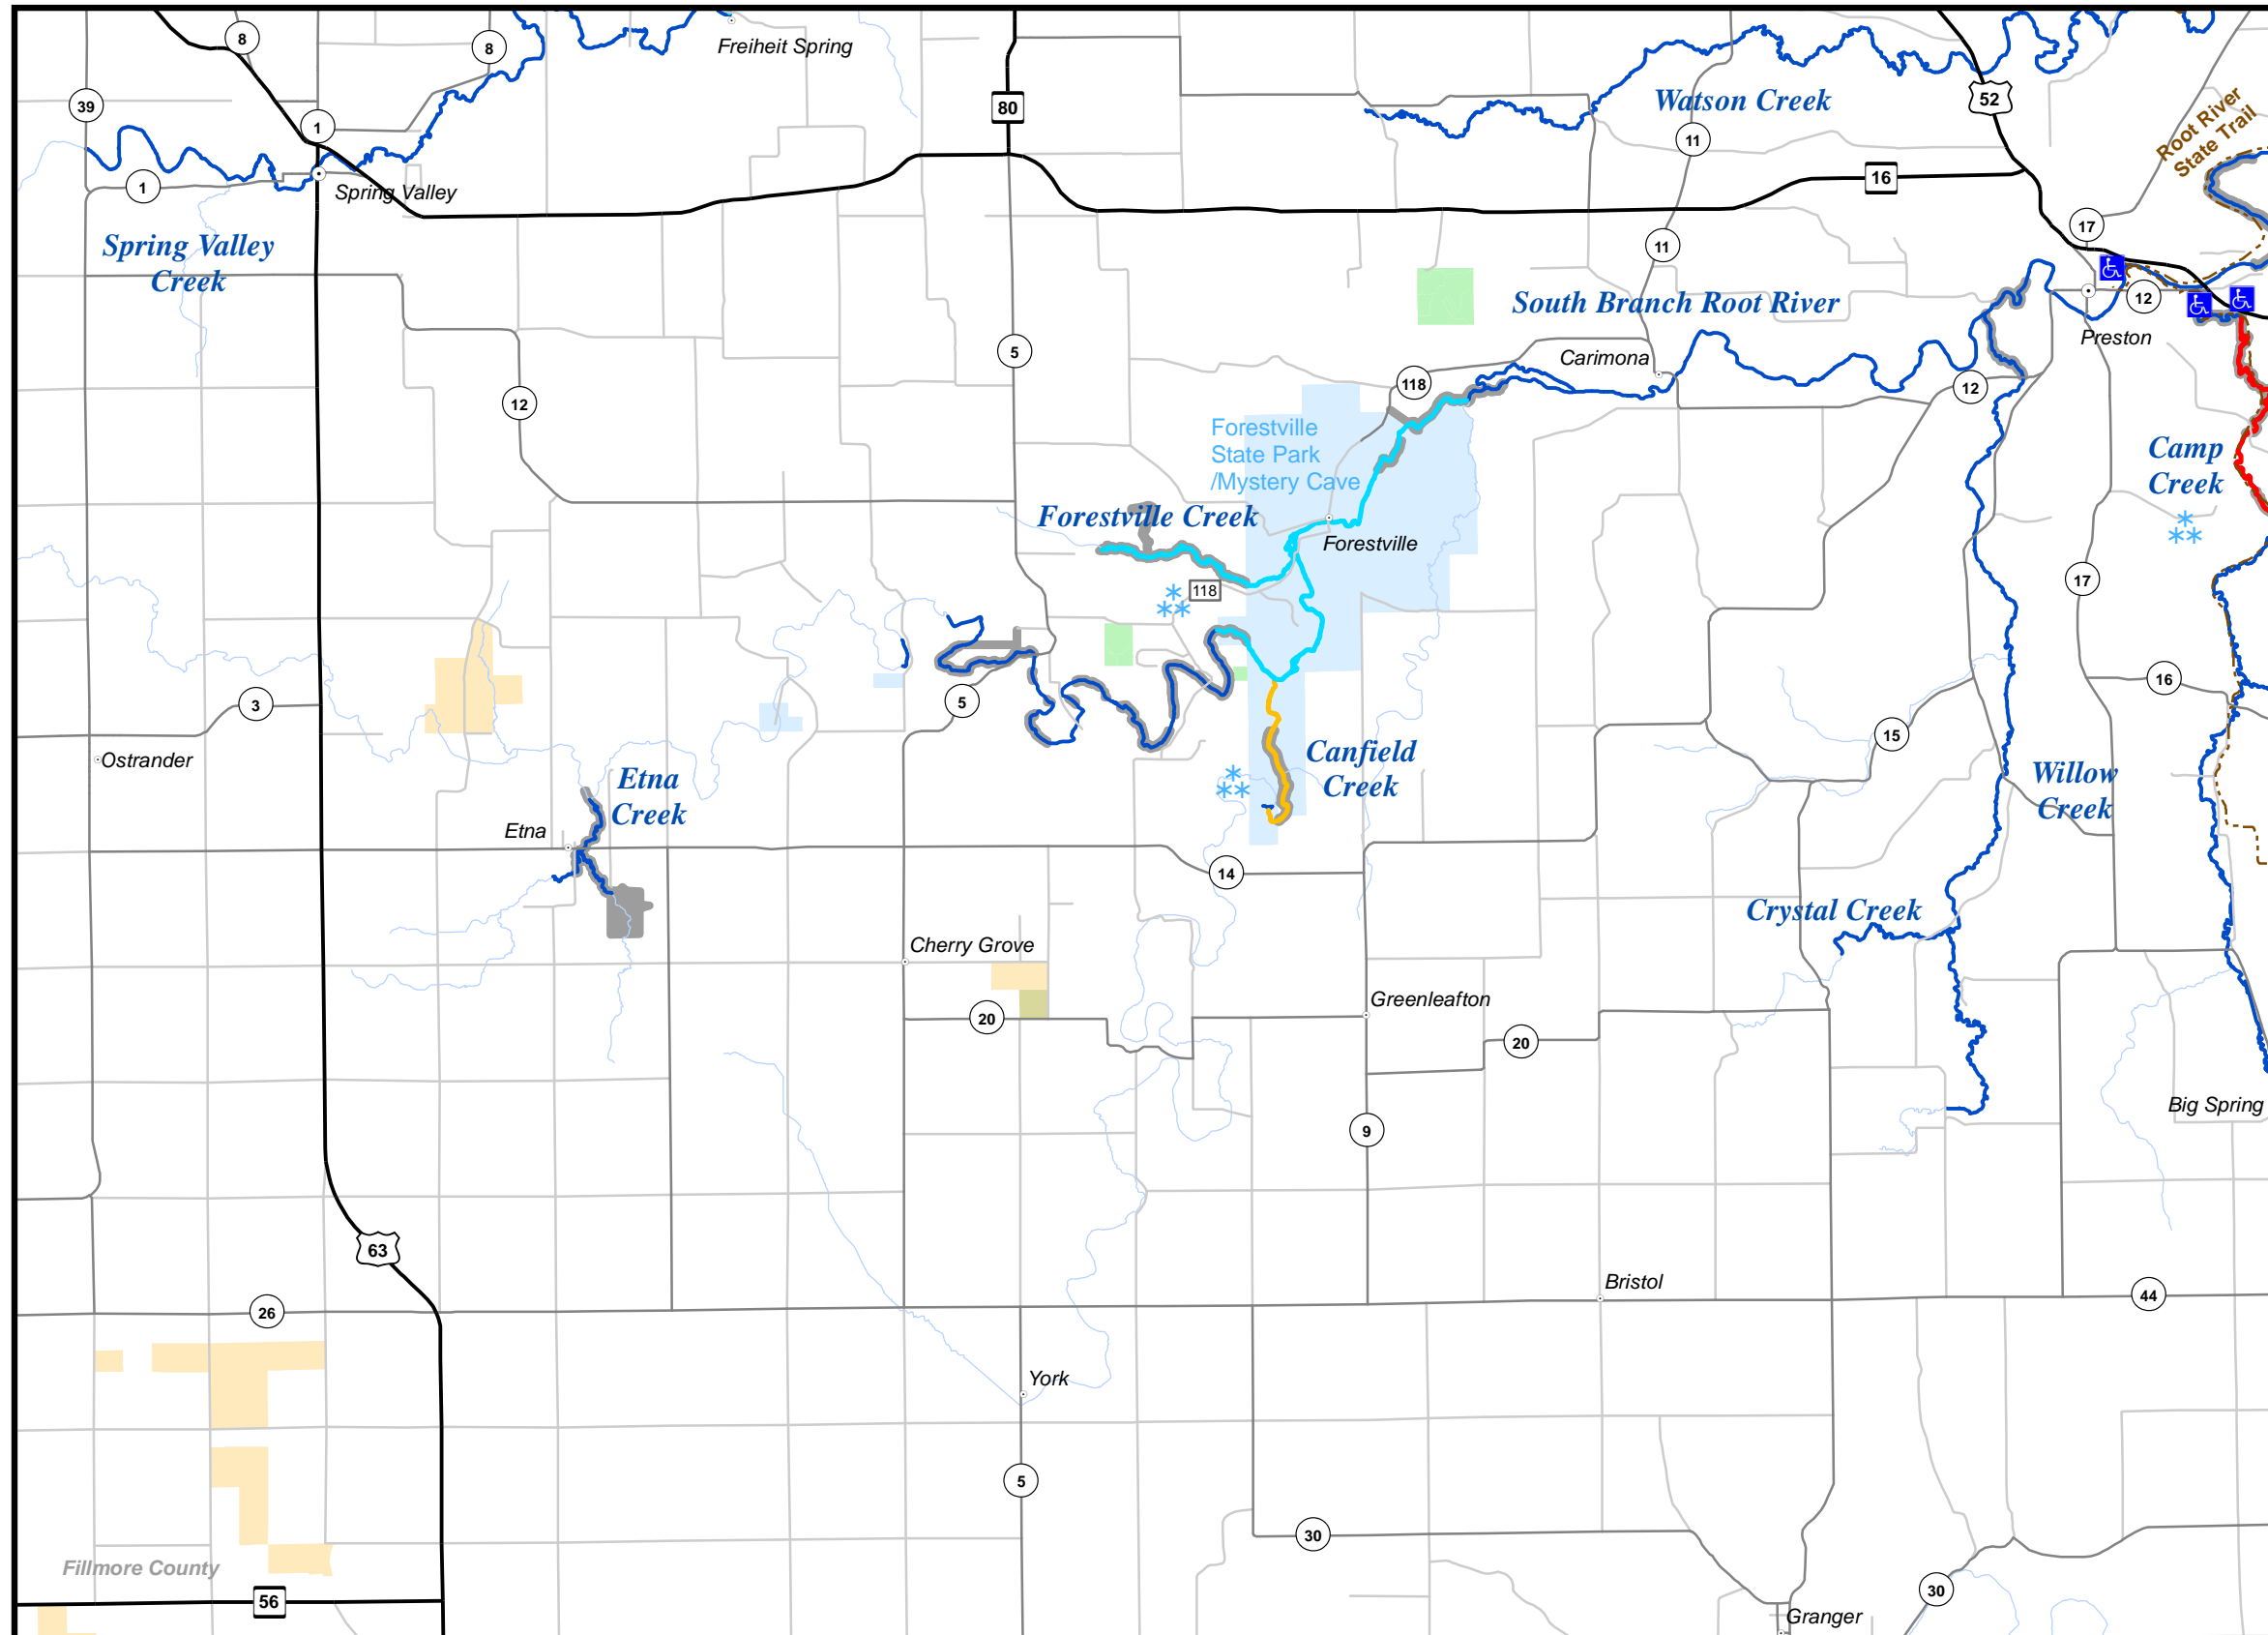 8
8
Freiheit Spring
39
80
Watson Creek
52
1
11
Root River
State Trail
1
Spring Valley
16
Spring Valley
Creek
17
11
South Branch Root River
12
Preston
5
Carimona
118
12
12
Forestville
State Park
/Mystery Cave
Camp
Creek
Forestville Creek
Forestville
118
17
3
5
16
Ostrander
15
Etna
Creek
Canfield
Creek
Willow
Creek
Etna
14
Crystal Creek
Cherry Grove
Greenleafton
20
20
Big Spring
9
63
Bristol
26
44
York
5
30
Fillmore County
56
30
Granger